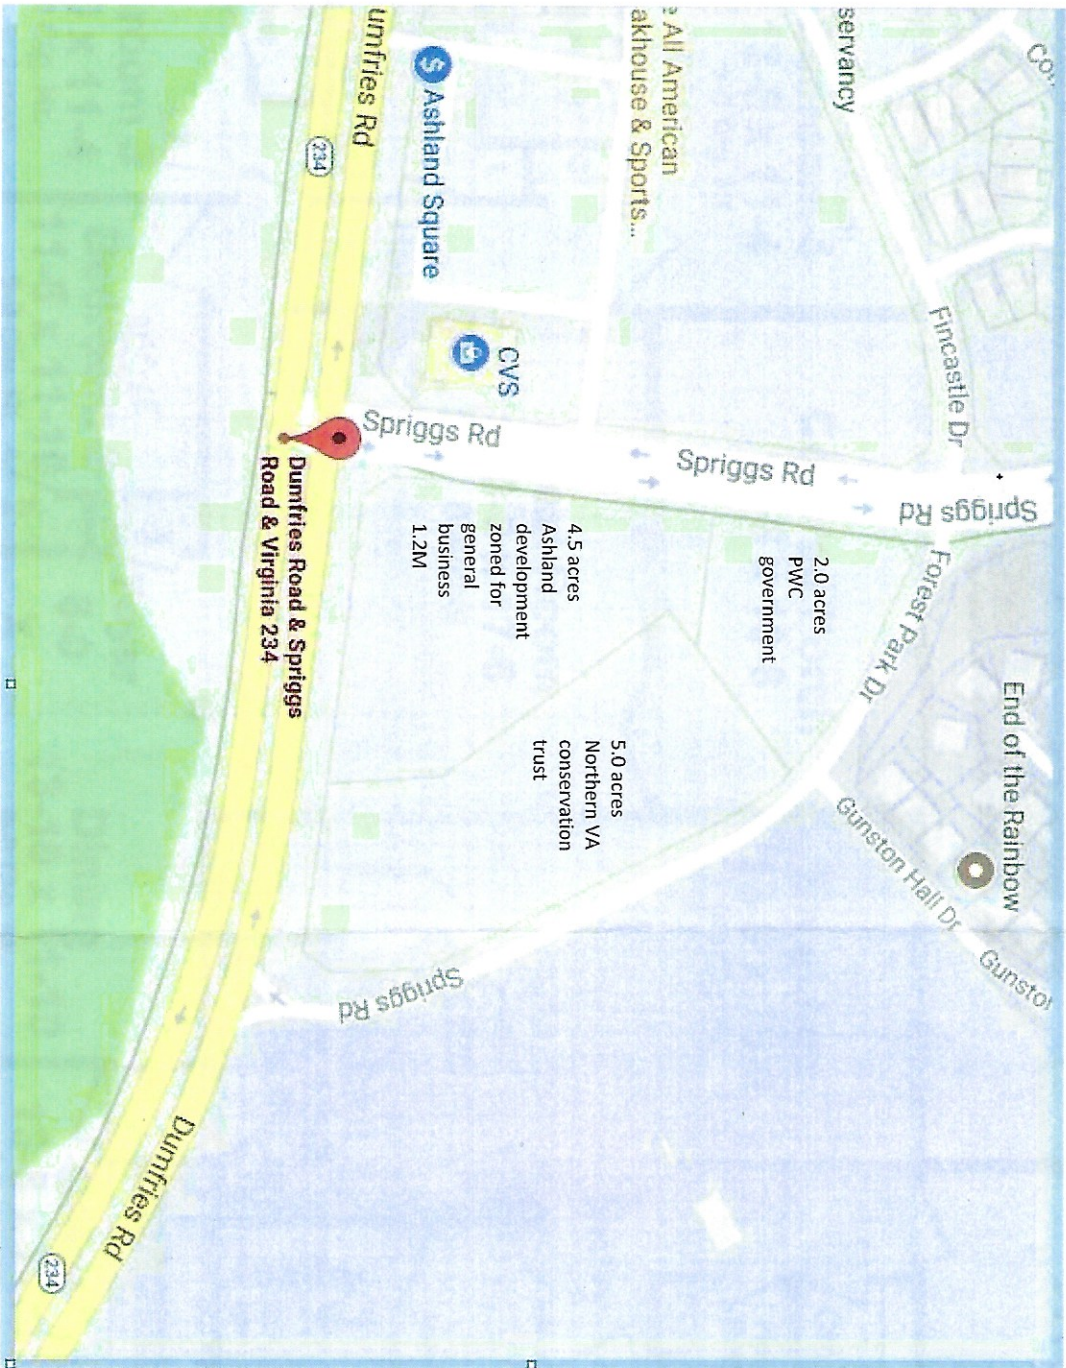 Co
Spriggs Rd
End of the Rainbow
Gunston Hall Dr
Gunsto
servancy
Fincastle Dr
Forest Park Dr
2.0 acres
PWC
government
Spriggs Rd
All American
akhouse & Sports...
5.0 acres
Northern VA
conservation
trust
4.5 acres
Ashland
development
zoned for
general
business
1.2M
CVS
Ashland Square
Spriggs Rd
Spriggs Rd
umfries Rd
234
Dumfries Road & Spriggs
Road & Virginia 234
Dumfries Rd
234